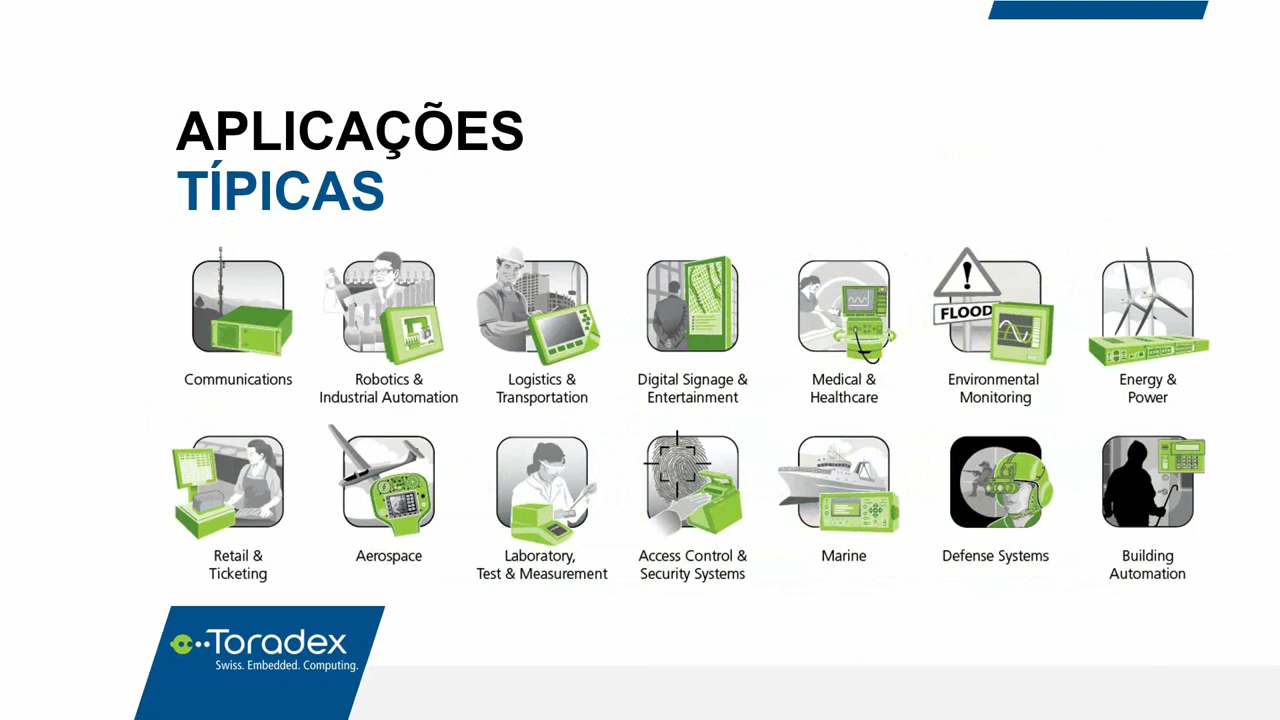 APLICAÇÕES
TÍPICAS
Communications
Robotics &
Industrial Automation
Logistics &
Transportation
Digital Signage &
Entertainment
Medical &
Healthcare
!
FLOOD
Environmental
Monitoring
Energy &
Power
Retail &
Ticketing
Aerospace
Laboratory,
Test & Measurement
Access Control &
Security Systems
Marine
Defense Systems
Building
Automation
Toradex
Swiss. Embedded. Computing.